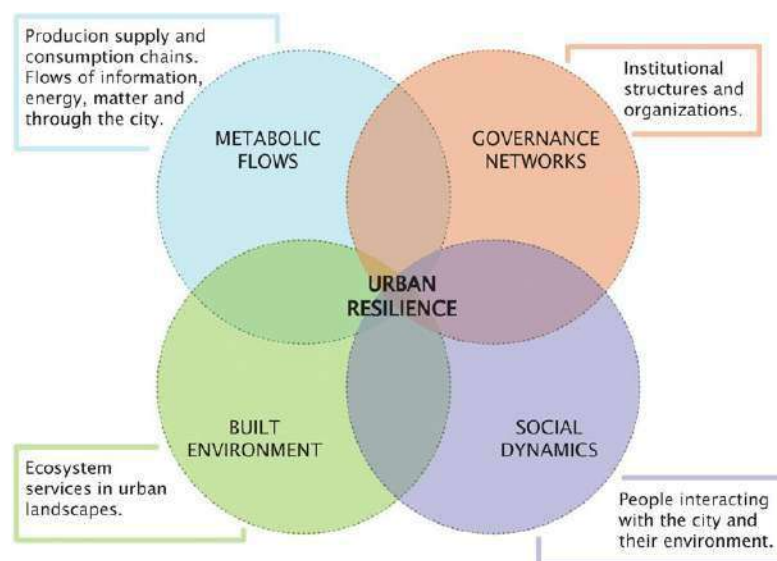 Producion supply and
consumption chains.
Flows of information,
energy, matter and
through the city.
Institutional
structures and
organizations.
METABOLIC
FLOWS
GOVERNANCE
NETWORKS
URBAN
RESILIENCE
BUILT
ENVIRONMENT
SOCIAL
DYNAMICS
Ecosystem
services in urban
landscapes.
People interacting
with the city and
their environment.